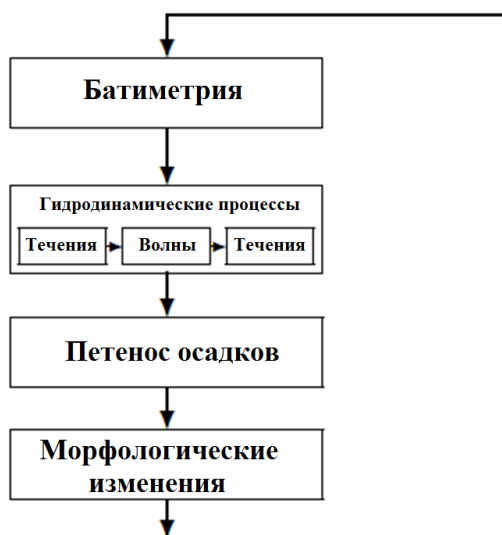 Батиметрия
Гидродинамические процессы
Течения Волны Течения
Петенос осадков
Морфологические
изменения